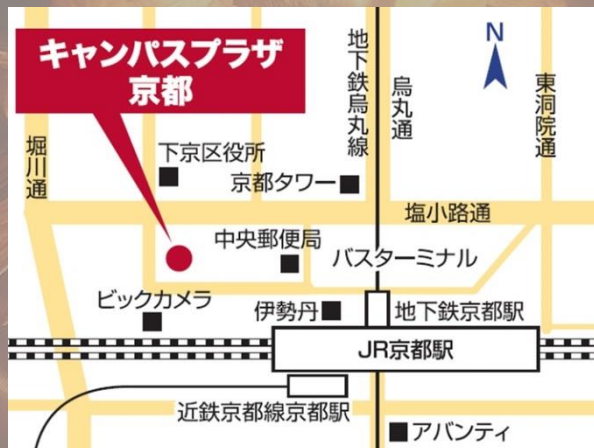 キャンパスプラザ
京都
N
地下鉄烏丸線
烏丸通
東洞院通
堀川通
下京区役所
京都タワー
塩小路通
中央郵便局
バスターミナル
ビックカメラ
伊勢丹
地下鉄京都駅
JR京都駅
近鉄京都線京都駅
アバンティ